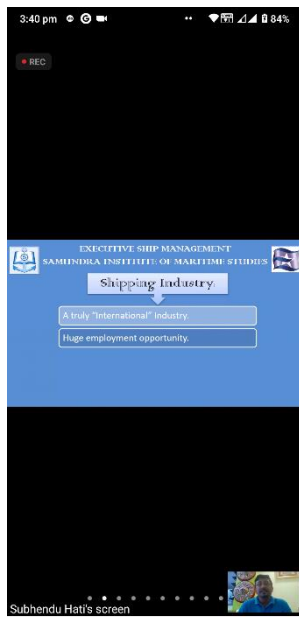 3:40 pm
84%
REC
EXECUTIVE SHIP MANAGEMENT
SAMUNDRA INSTITUTE OF MARITIME STUDIES
Shipping Industry.
A truly "International" Industry.
Huge employment opportunity.
Subhendu Hati's screen